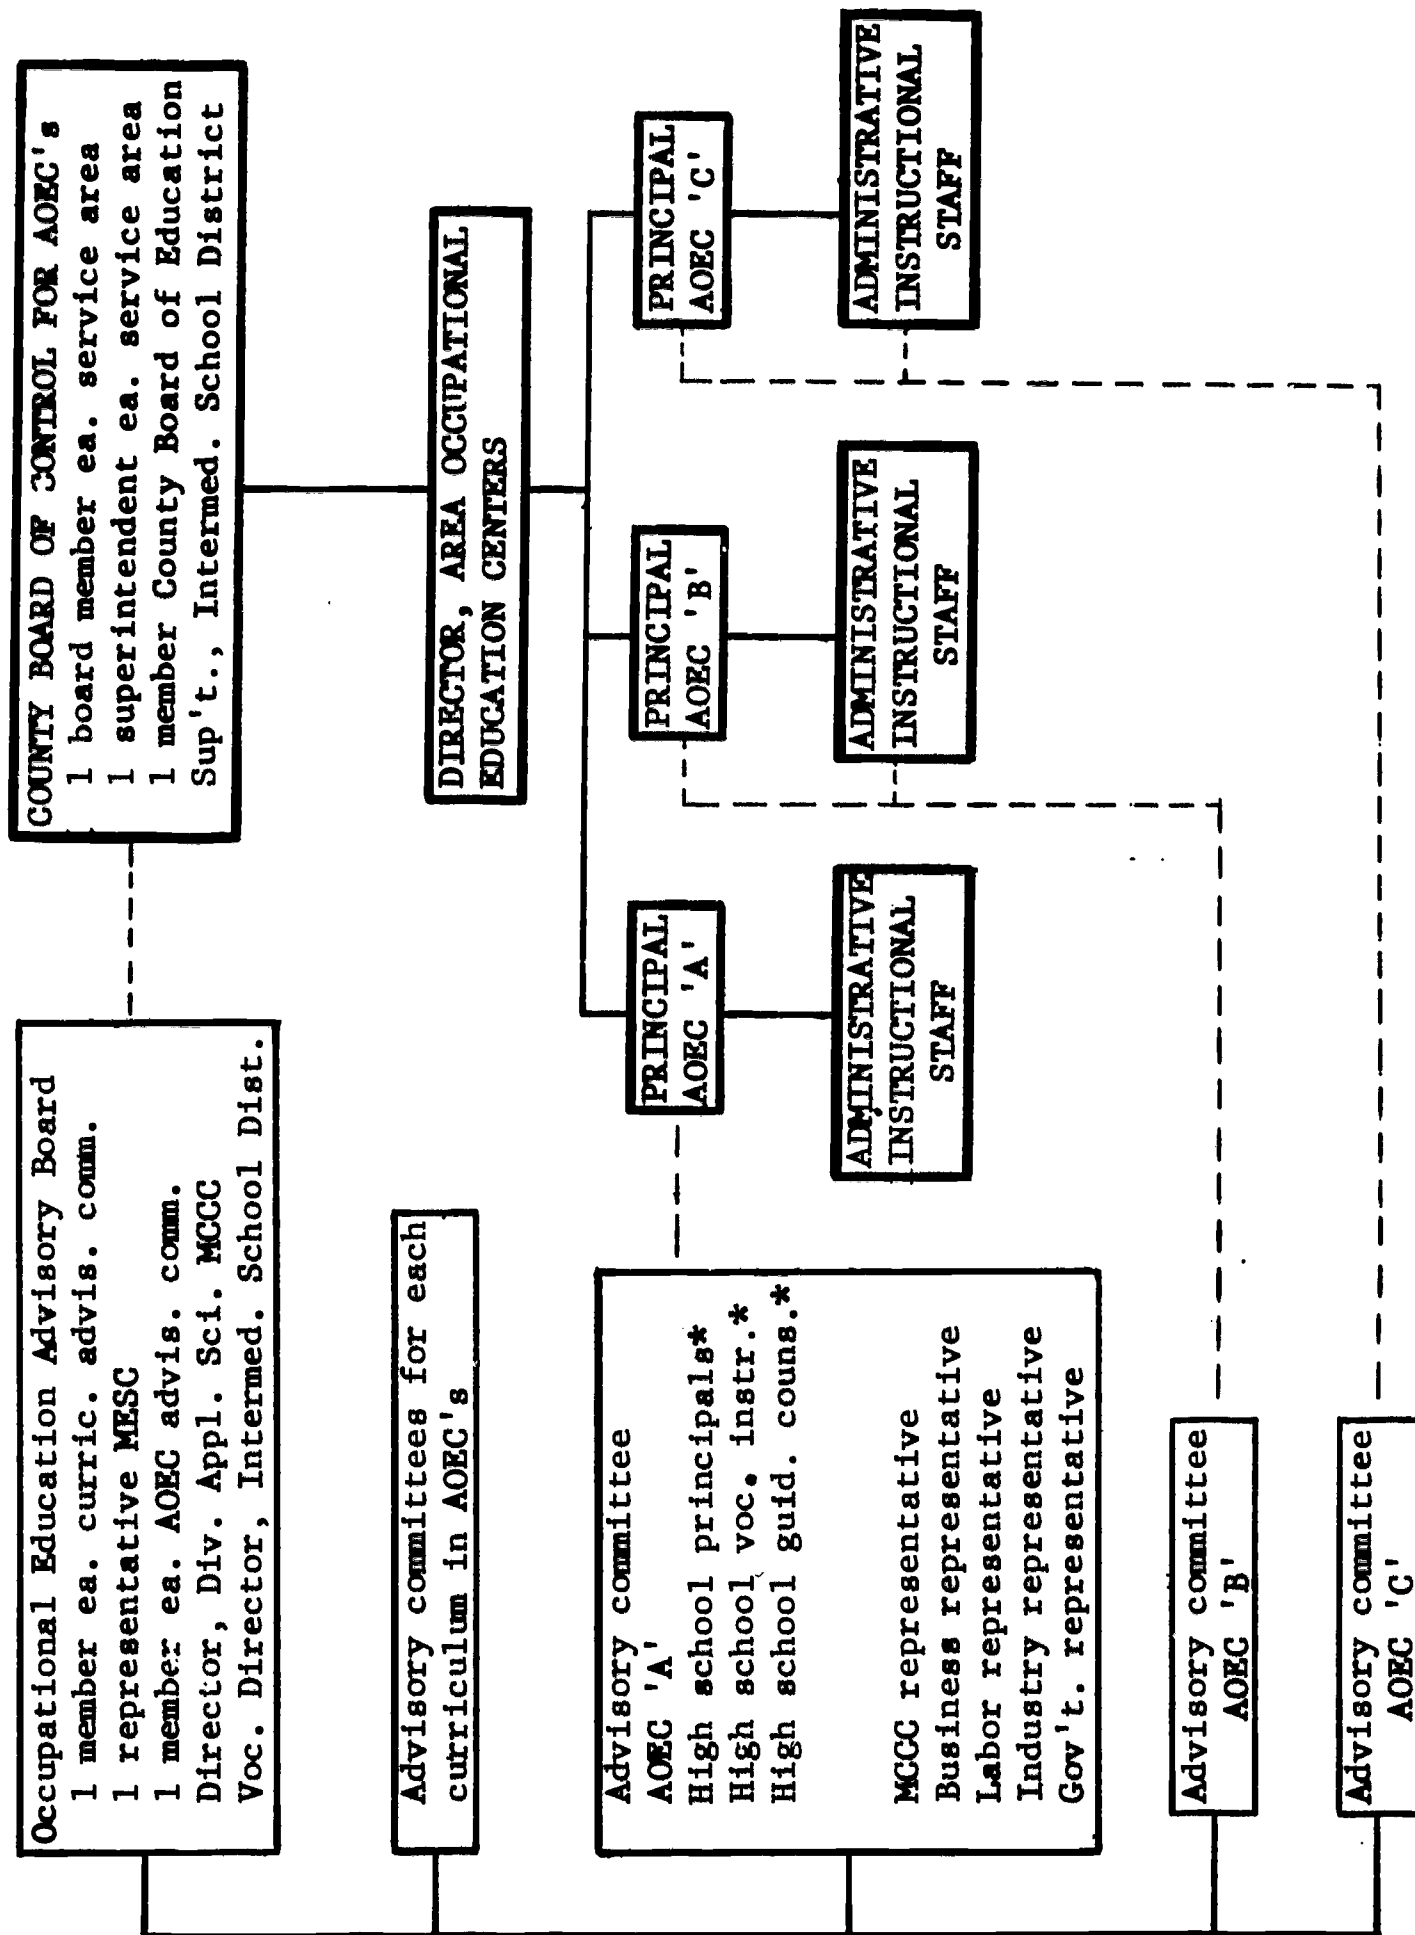 Occupational Education Advisory Board
1 member ea. curric. advis. comm.
1 representative MESC
1 member ea. AOEC advis. comm.
Director, Div. Appl. Sci. MCCC
Voc. Director, Intermed. School Dist.
COUNTY BOARD OF CONTROL FOR AOEC's
1 board member ea. service area
1 superintendent ea. service area
1 member County Board of Education
Sup't., Intermed. School District
Advisory committees for each
curriculum in AOEC's
DIRECTOR, AREA OCCUPATIONAL
EDUCATION CENTERS
Advisory committee
AOEC 'A'
High school principals*
High school voc. instr.*
High school guid. couns.*
MCCC representative
Business representative
Labor representative
Industry representative
Gov't. representative
PRINCIPAL
AOEC 'A'
PRINCIPAL
AOEC 'B'
PRINCIPAL
AOEC 'C'
ADMINISTRATIVE
INSTRUCTIONAL
STAFF
ADMINISTRATIVE
INSTRUCTIONAL
STAFF
ADMINISTRATIVE
INSTRUCTIONAL
STAFF
Advisory committee
AOEC 'B'
Advisory committee
AOEC 'C'